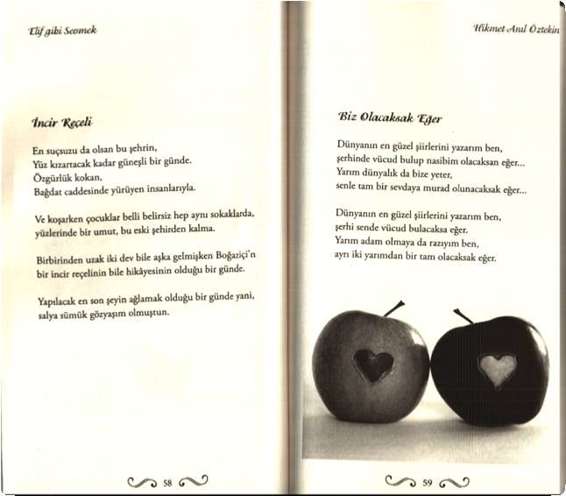 Elif gibi Sevmek
İncir Reçeli
En suçsuzu da olsan bu şehrin,
Yüz kızartacak kadar güneşli bir günde.
Özgürlük kokan,
Bağdat caddesinde yürüyen insanlarıyla.
Ve koşarken çocuklar belli belirsiz hep aynı sokaklarda,
yüzlerinde bir umut, bu eski şehirden kalma.
Birbirinden uzak iki dev bile aşka gelmişken Boğaziçi'n
bir incir reçelinin bile hikâyesinin olduğu bir günde.
Yapılacak en son şeyin ağlamak olduğu bir günde yani,
salya sümük gözyaşım olmuştun.
58
Hikmet Anıl Öztekin
Biz Olacaksak Eğer
Dünyanın en güzel şiirlerini yazarım ben,
şerhinde vücud bulup nasibim olacaksan eğer...
Yarım dünyalık da bize yeter,
senle tam bir sevdaya murad olunacaksak eğer...
Dünyanın en güzel şiirlerini yazarım ben,
şerhi sende vücud bulacaksa eğer.
Yarım adam olmaya da razıyım ben,
ayrı iki yarımdan bir tam olacaksak eğer.
59